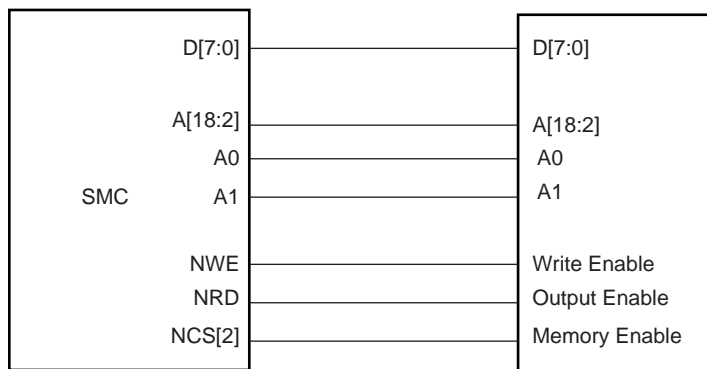 D[7:0] D[7:0]
A[18:2] A[18:2]
A0 A0
SMC A1 A1
NWE Write Enable
NRD Output Enable
NCS[2] Memory Enable